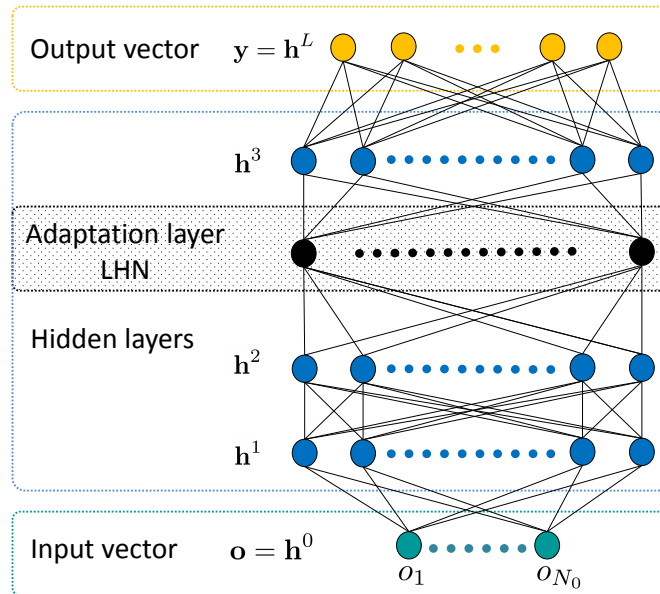 Output vector y = h^L
h^3
Adaptation layer
LHN
Hidden layers
h^2
h^1
Input vector o = h^0
o_1 o_{N_0}